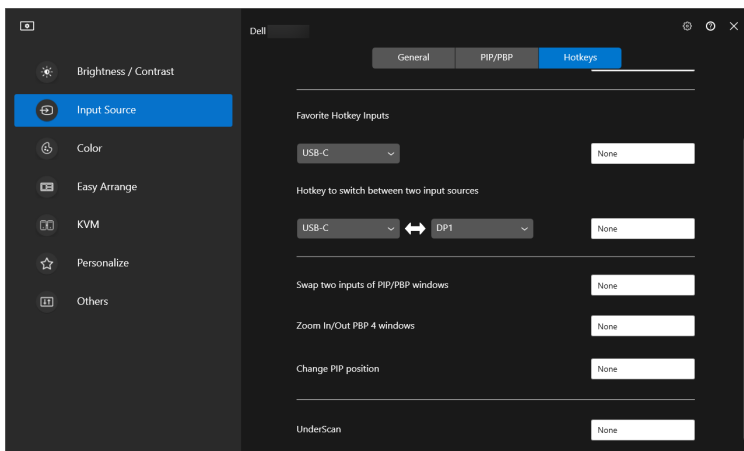 Dell
General PIP/PBP Hotkeys
Brightness / Contrast
Input Source
Color
Easy Arrange
KVM
Personalize
Others
Favorite Hotkey Inputs
USB-C None
Hotkey to switch between two input sources
USB-C DP1 None
Swap two inputs of PIP/PBP windows None
Zoom In/Out PBP 4 windows None
Change PIP position None
UnderScan None